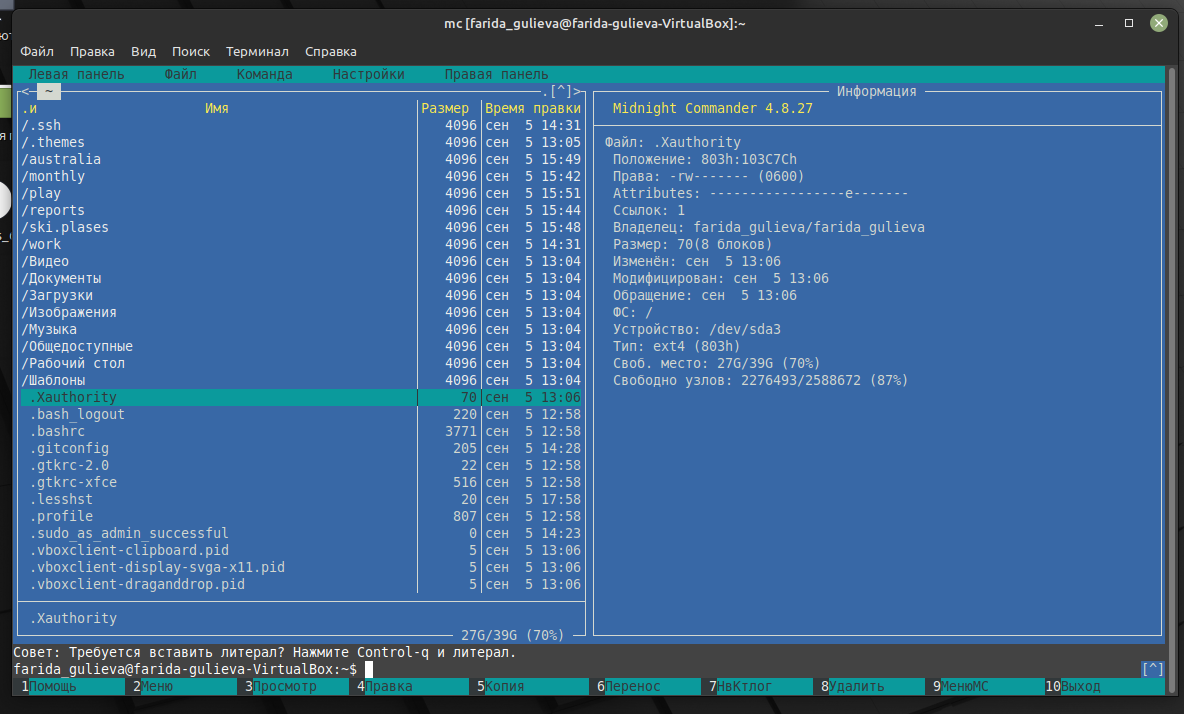 mc [farida_gulieva@farida-gulieva-VirtualBox]:~
Файл Правка Вид Поиск Терминал Справка
Левая панель Файл Команда Настройки Правая панель
<─ ~ .[^]>
.и Имя Размер Время правки
/.ssh 4096 сен 5 14:31
/.themes 4096 сен 5 13:05
/australia 4096 сен 5 15:49
/monthly 4096 сен 5 15:42
/play 4096 сен 5 15:51
/reports 4096 сен 5 15:44
/ski.plases 4096 сен 5 15:48
/work 4096 сен 5 14:31
/Видео 4096 сен 5 13:04
/Документы 4096 сен 5 13:04
/Загрузки 4096 сен 5 13:04
/Изображения 4096 сен 5 13:04
/Музыка 4096 сен 5 13:04
/Общедоступные 4096 сен 5 13:04
/Рабочий стол 4096 сен 5 13:04
/Шаблоны 4096 сен 5 13:04
.Xauthority 70 сен 5 13:06
.bash_logout 220 сен 5 12:58
.bashrc 3771 сен 5 12:58
.gitconfig 205 сен 5 14:28
.gtkrc-2.0 22 сен 5 12:58
.gtkrc-xfce 516 сен 5 12:58
.lesshst 20 сен 5 17:58
.profile 807 сен 5 12:58
.sudo_as_admin_successful 0 сен 5 14:23
.vboxclient-clipboard.pid 5 сен 5 13:06
.vboxclient-display-svga-x11.pid 5 сен 5 13:06
.vboxclient-draganddrop.pid 5 сен 5 13:06
.Xauthority
27G/39G (70%)
Информация
Midnight Commander 4.8.27
Файл: .Xauthority
Положение: 803h:103C7Ch
Права: -rw------- (0600)
Attributes: -----------------e-------
Ссылок: 1
Владелец: farida_gulieva/farida_gulieva
Размер: 70(8 блоков)
Изменён: сен 5 13:06
Модифицирован: сен 5 13:06
Обращение: сен 5 13:06
ФС: /
Устройство: /dev/sda3
Тип: ext4 (803h)
Своб. место: 27G/39G (70%)
Свободно узлов: 2276493/2588672 (87%)
Совет: Требуется вставить литерал? Нажмите Control-q и литерал.
farida_gulieva@farida-gulieva-VirtualBox:~$ [^]
1Помощь 2Меню 3Просмотр 4Правка 5Копия 6Перенос 7НвКтлог 8Удалить 9МенюМС 10Выход